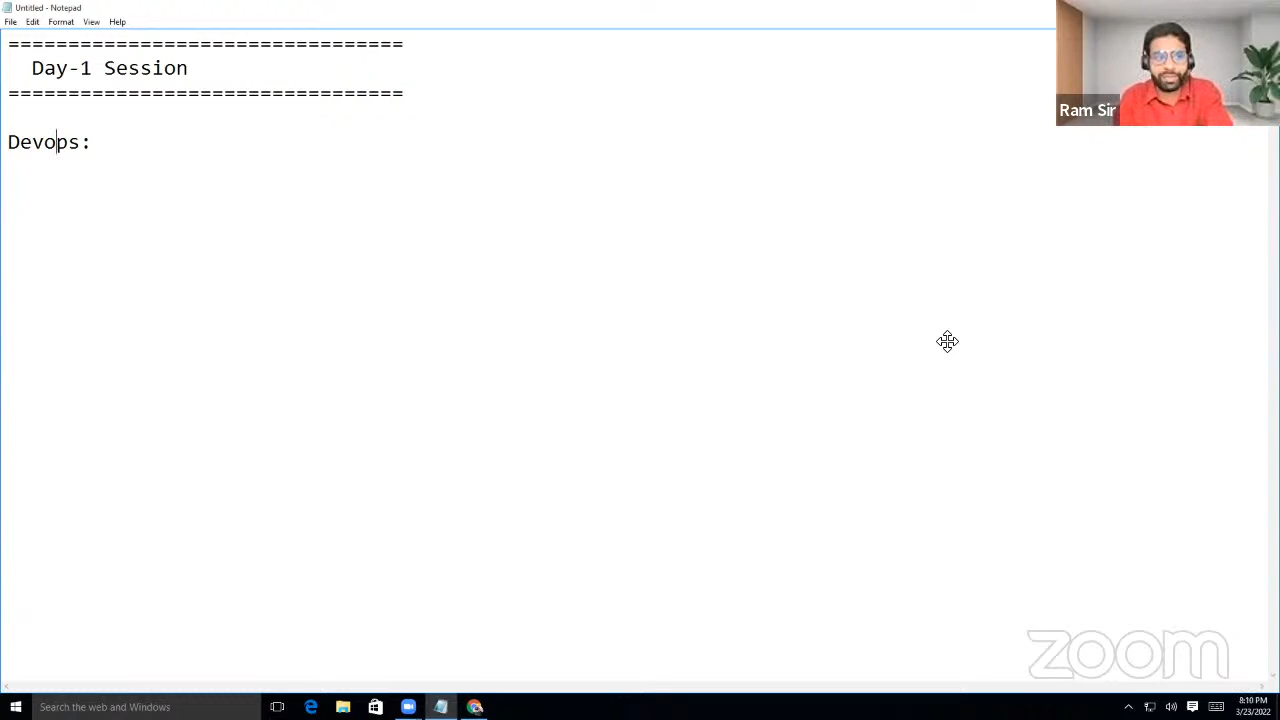 Untitled - Notepad
File Edit Format View Help
=================================
Day-1 Session
=================================
Devops:
Ram Sir
zoom
Search the web and Windows
8:10 PM
3/23/2022